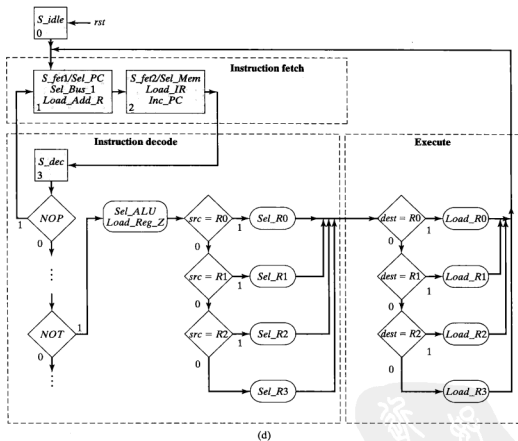 S_idle
0
rst
Instruction fetch
S_fet1/Sel_PC
Sel_Bus_1
Load_Add_R
1
S_fet2/Sel_Mem
Load_IR
Inc_PC
2
Instruction decode
Execute
S_dec
3
NOP
1
0
Sel_ALU
Load_Reg_Z
src = R0
1
0
Sel_R0
dest = R0
1
0
Load_R0
src = R1
1
0
Sel_R1
dest = R1
1
0
Load_R1
NOT
1
0
src = R2
1
0
Sel_R2
dest = R2
1
0
Load_R2
Sel_R3
Load_R3
(d)